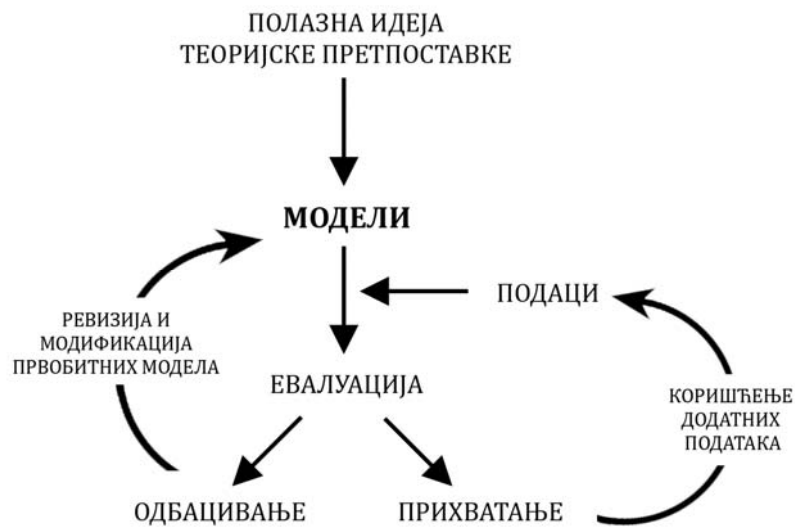 ПОЛАЗНА ИДЕЈА
ТЕОРИЈСКЕ ПРЕТПОСТАВКЕ
МОДЕЛИ
ПОДАЦИ
РЕВИЗИЈА И
МОДИФИКАЦИЈА
ПРВОБИТНИХ МОДЕЛА
ЕВАЛУАЦИЈА
КОРИШЋЕЊЕ
ДОДАТНИХ
ПОДАТАКА
ОДБАЦИВАЊЕ
ПРИХВАТАЊЕ